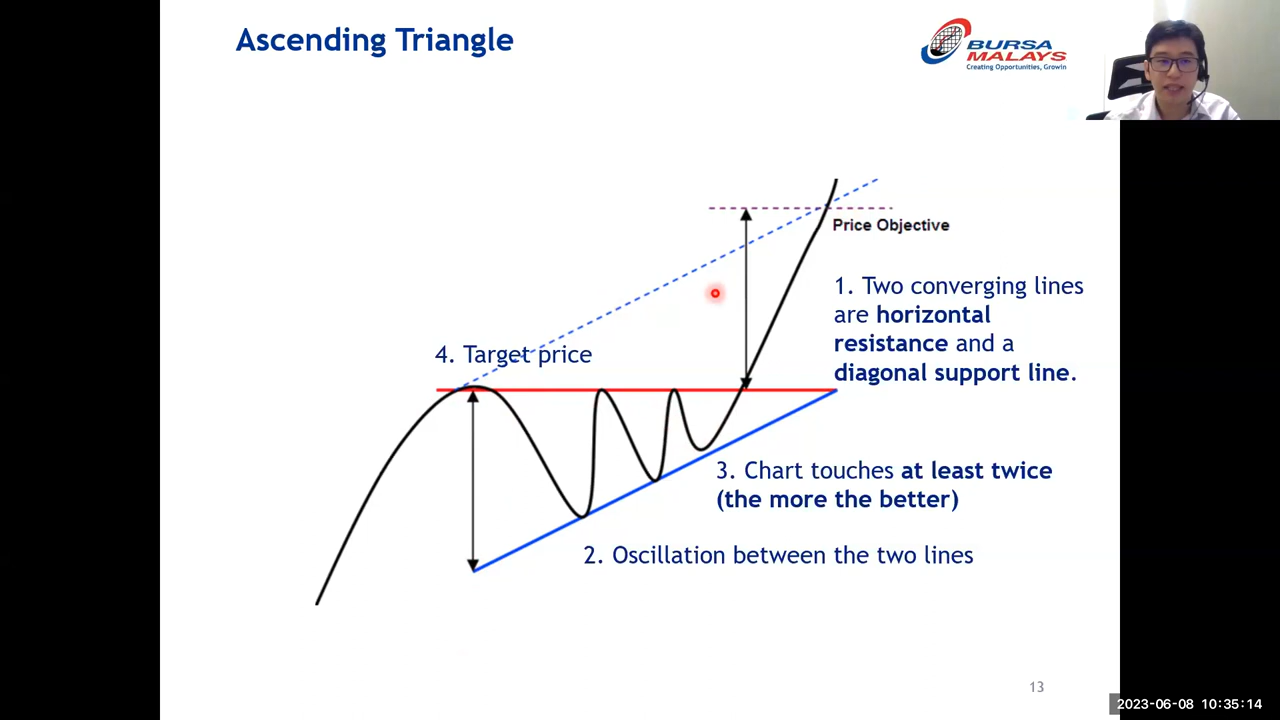 Ascending Triangle
BURSA
MALAYS
Creating Opportunities, Growin
Price Objective
1. Two converging lines
are horizontal
resistance and a
diagonal support line.
4. Target price
3. Chart touches at least twice
(the more the better)
2. Oscillation between the two lines
13
2023-06-08 10:35:14